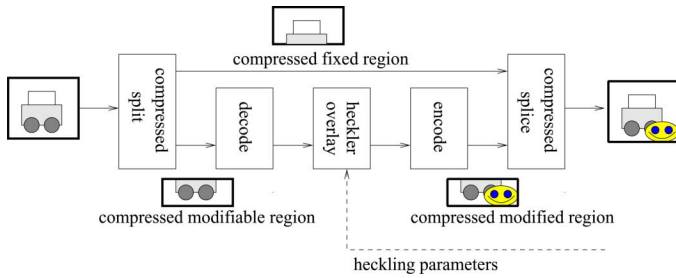 compressed fixed region
compressed
split
decode
heckler
overlay
encode
compressed
splice
compressed modifiable region
compressed modified region
heckling parameters